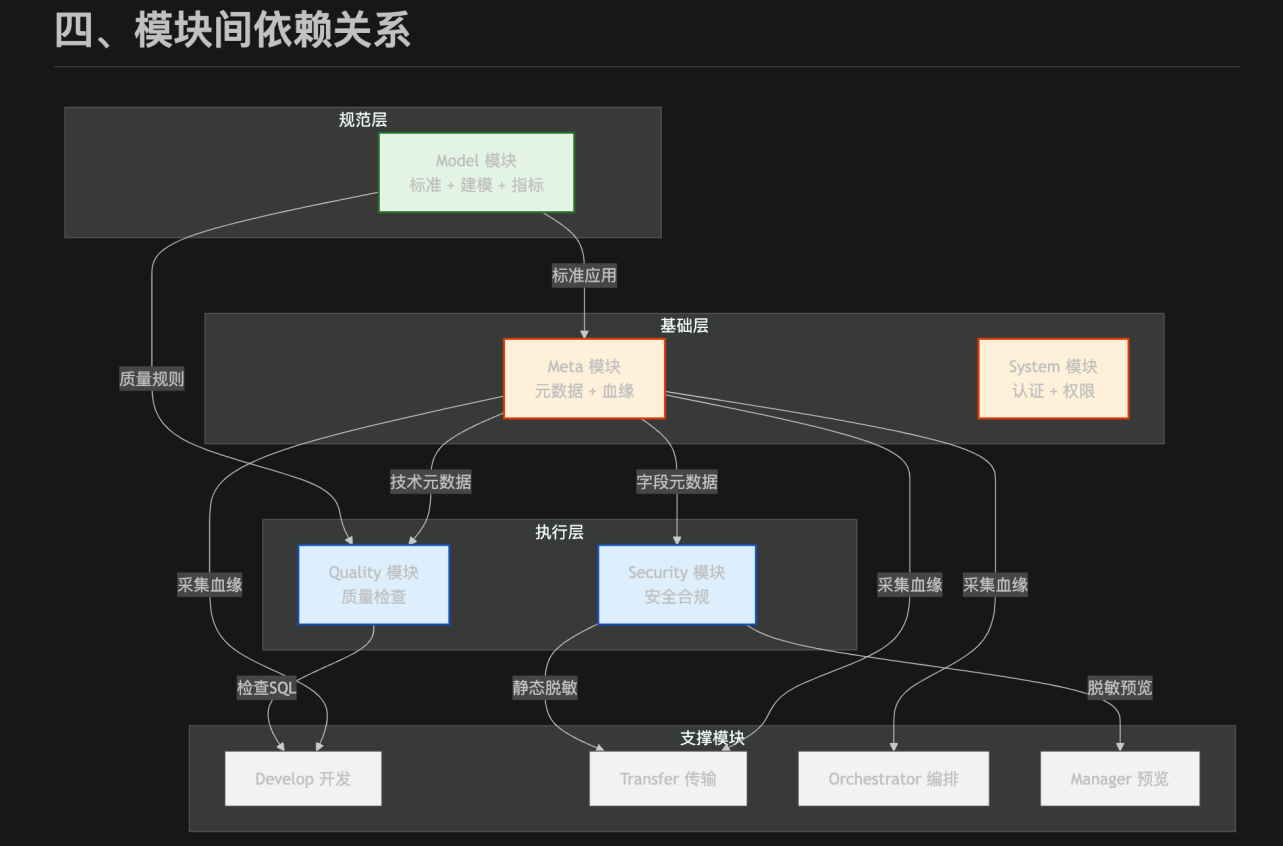 四、模块间依赖关系
规范层
Model 模块
标准 + 建模 + 指标
标准应用
基础层
Meta 模块
元数据 + 血缘
System 模块
认证 + 权限
质量规则
技术元数据
字段元数据
执行层
Quality 模块
质量检查
Security 模块
安全合规
采集血缘
采集血缘
采集血缘
检查SQL
静态脱敏
脱敏预览
支撑模块
Develop 开发
Transfer 传输
Orchestrator 编排
Manager 预览